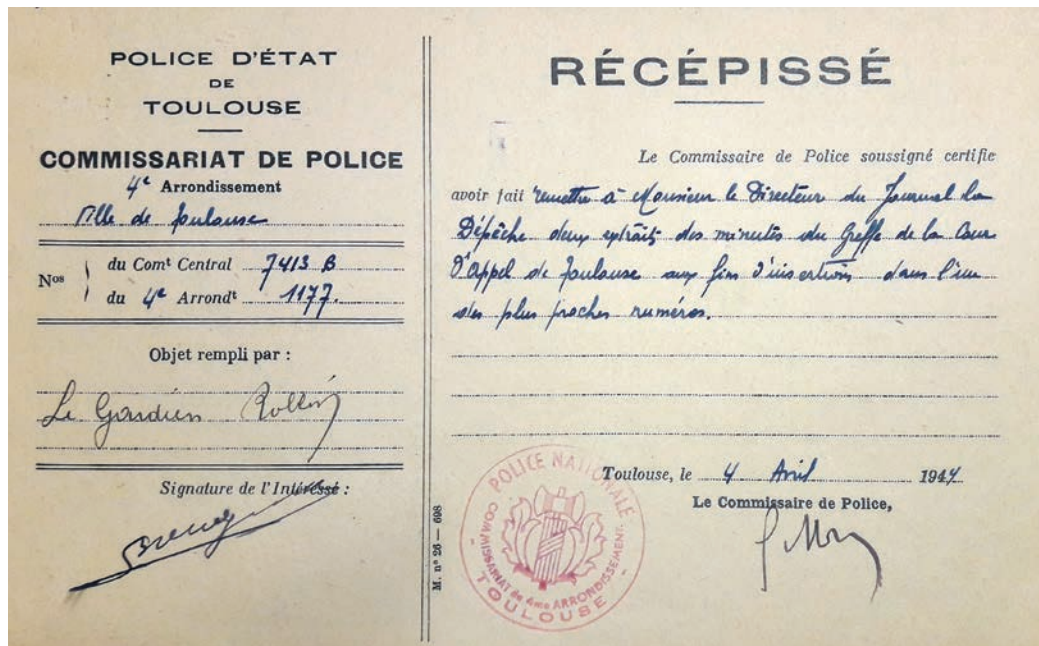 POLICE D'ÉTAT
DE
TOULOUSE
COMMISSARIAT DE POLICE
4e Arrondissement
Ville de Toulouse
Nos du Comt Central 7413 B
du 4e Arrondt 1177.
Objet rempli par :
Le Gardien
Signature de l'Intéressé :
RÉCÉPISSÉ
Le Commissaire de Police soussigné certifie
avoir fait remettre à Monsieur le Directeur du Journal La
Dépêche deux extraits des minutes du Greffe de la Cour
D'Appel de Toulouse aux fins d'insertion dans l'un
des plus proches numéros.
Toulouse, le 4 Avril 1944
Le Commissaire de Police,
M. n° 26 — 698
POLICE NATIONALE
COMMISSARIAT du 4me ARRONDISSEMENT.
TOULOUSE